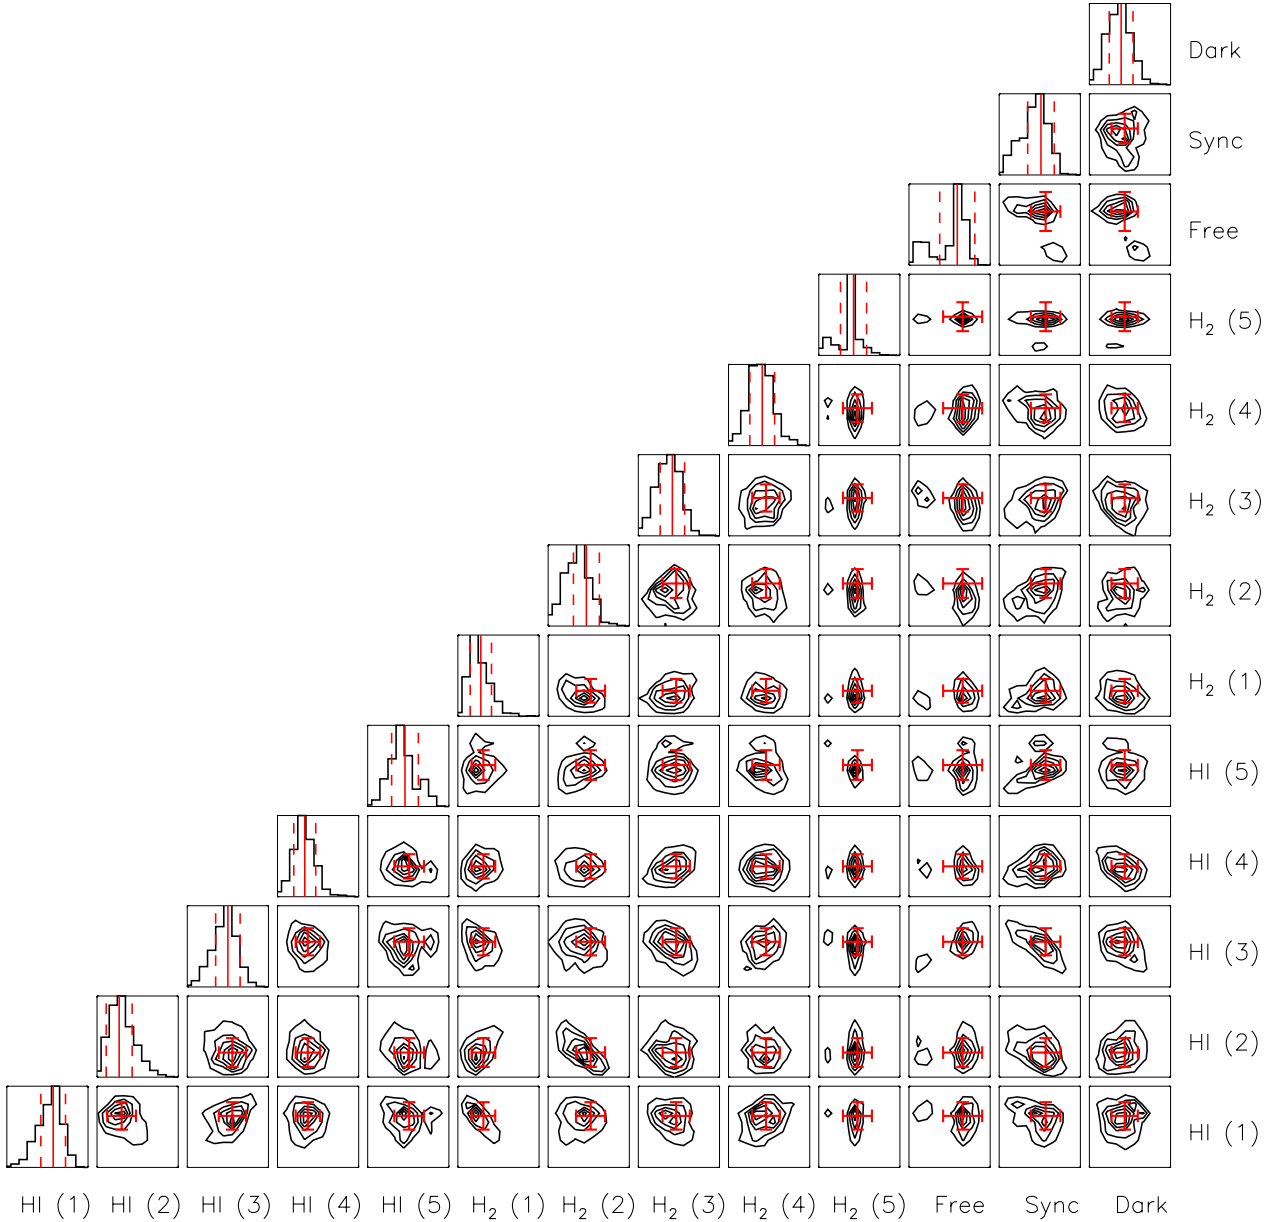 Dark
Sync
Free
H₂ (5)
H₂ (4)
H₂ (3)
H₂ (2)
H₂ (1)
HI (5)
HI (4)
HI (3)
HI (2)
HI (1)
HI (1) HI (2) HI (3) HI (4) HI (5) H₂ (1) H₂ (2) H₂ (3) H₂ (4) H₂ (5) Free Sync Dark